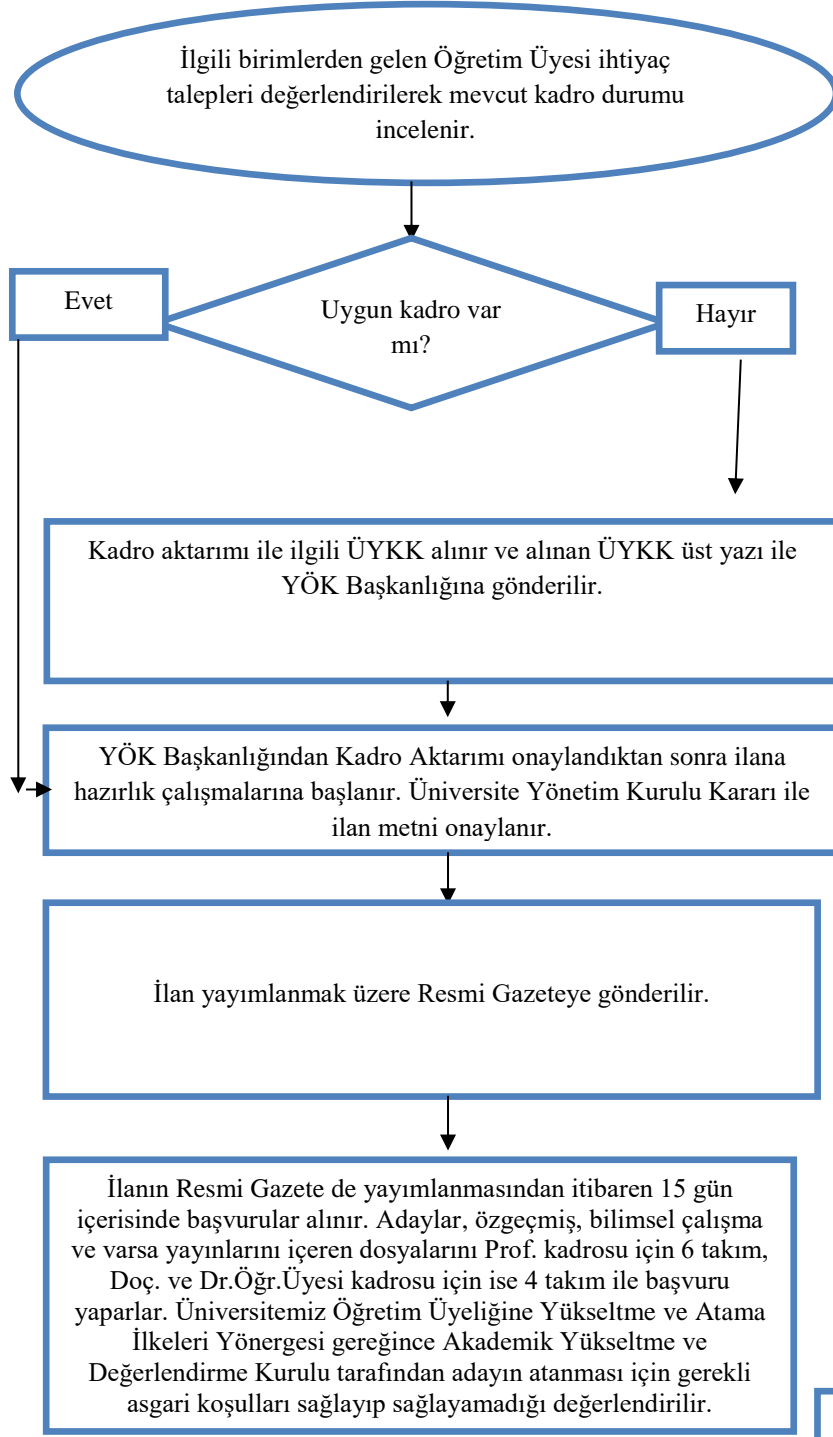 İlgili birimlerden gelen Öğretim Üyesi ihtiyaç
talepleri değerlendirilerek mevcut kadro durumu
incelenir.
Evet
Uygun kadro var
mı?
Hayır
Kadro aktarımı ile ilgili ÜYKK alınır ve alınan ÜYKK üst yazı ile
YÖK Başkanlığına gönderilir.
YÖK Başkanlığından Kadro Aktarımı onaylandıktan sonra ilana
hazırlık çalışmalarına başlanır. Üniversite Yönetim Kurulu Kararı ile
ilan metni onaylanır.
İlan yayımlanmak üzere Resmi Gazeteye gönderilir.
İlanın Resmi Gazete de yayımlanmasından itibaren 15 gün
içerisinde başvurular alınır. Adaylar, özgeçmiş, bilimsel çalışma
ve varsa yayınlarını içeren dosyalarını Prof. kadrosu için 6 takım,
Doç. ve Dr.Öğr.Üyesi kadrosu için ise 4 takım ile başvuru
yaparlar. Üniversitemiz Öğretim Üyeliğine Yükseltme ve Atama
İlkeleri Yönergesi gereğince Akademik Yükseltme ve
Değerlendirme Kurulu tarafından adayın atanması için gerekli
asgari koşulları sağlayıp sağlayamadığı değerlendirilir.